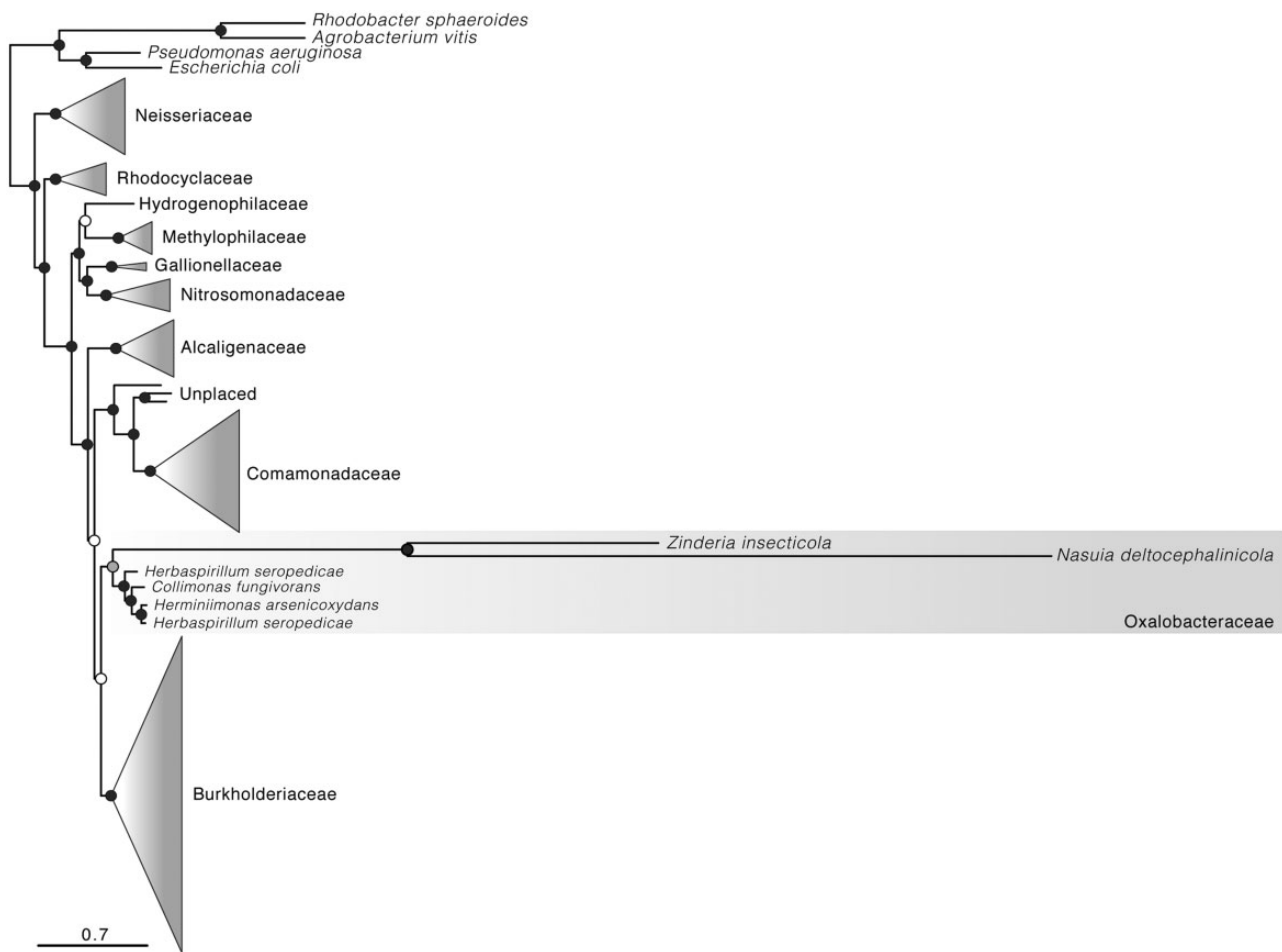 Rhodobacter sphaeroides
Agrobacterium vitis
Pseudomonas aeruginosa
Escherichia coli
Neisseriaceae
Rhodocyclaceae
Hydrogenophilaceae
Methylophilaceae
Gallionellaceae
Nitrosomonadaceae
Alcaligenaceae
Unplaced
Comamonadaceae
Zinderia insecticola
Nasuia deltocephalinicola
Herbaspirillum seropedicae
Collimonas fungivorans
Herminiimonas arsenicoxydans
Herbaspirillum seropedicae
Oxalobacteraceae
Burkholderiaceae
0.7